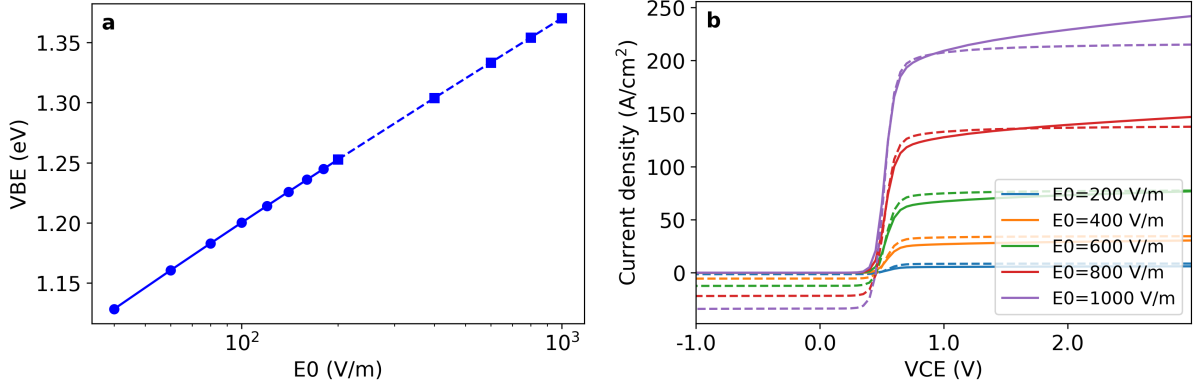 a
1.35
1.30
1.25
1.20
1.15
VBE (eV)
10²
10³
E0 (V/m)
b
250
200
150
100
50
0
Current density (A/cm²)
-1.0
0.0
1.0
2.0
VCE (V)
E0=200 V/m
E0=400 V/m
E0=600 V/m
E0=800 V/m
E0=1000 V/m